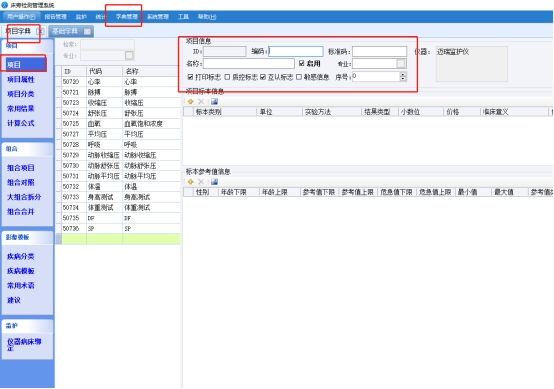 床旁检测管理系统
用户操作(E) 报告管理 监护 统计 字典管理 系统管理 工具 帮助(H)
项目字典 基础字典
项目
项目
项目属性
项目分类
常用结果
计算公式
组合
组合项目
组合对照
大组合拆分
组合合并
影像模板
疾病分类
疾病模板
常用术语
建议
监护
仪器病床绑定
检索:
专业:
ID 代码 名称
50720 心率 心率
50721 脉搏 脉搏
50723 收缩压 收缩压
50724 舒张压 舒张压
50725 血氧 血氧饱和浓度
50727 平均压 平均压
50728 呼吸 呼吸
50729 动脉收缩压 动脉收缩压
50730 动脉舒张压 动脉舒张压
50731 动脉平均压 动脉平均压
50732 体温 体温
50733 身高测试 身高测试
50734 体重测试 体重测试
50735 DP DP
50736 SP SP
项目信息
ID: 编码: 标准码: 仪器: 迈瑞监护仪
名称: 启用 专业:
打印标志 质控标志 互认标志 敏感信息 序号: 0
项目标本信息
标本类别 单位 实验方法 结果类型 小数位 价格 临床意义
标本参考值信息
性别 年龄下限 年龄上限 参考值下限 参考值上限 危急值下限 危急值上限 最小值 最大值 参考值